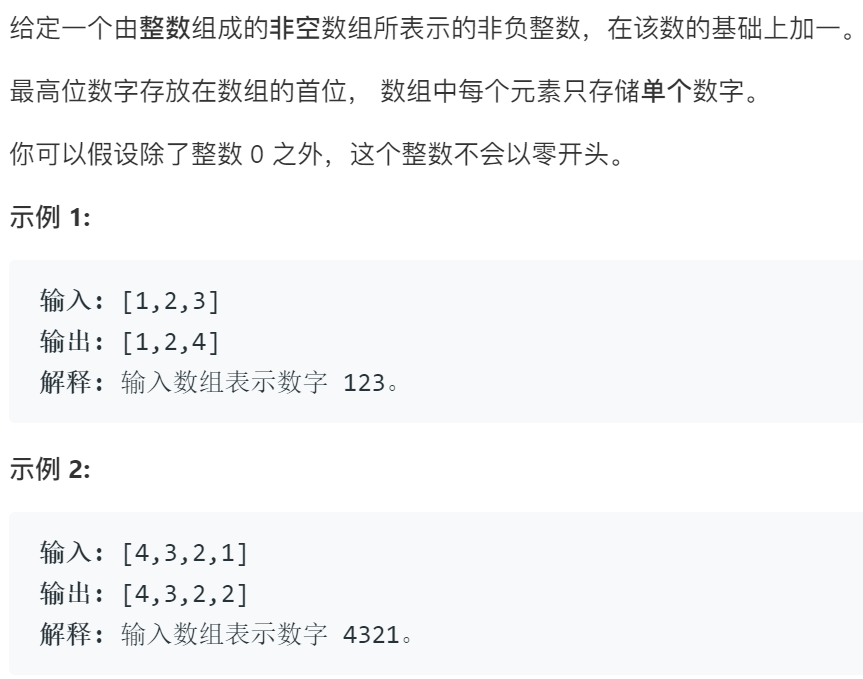 给定一个由整数组成的非空数组所表示的非负整数，在该数的基础上加一。
最高位数字存放在数组的首位， 数组中每个元素只存储单个数字。
你可以假设除了整数 0 之外，这个整数不会以零开头。
示例 1:
输入: [1,2,3]
输出: [1,2,4]
解释: 输入数组表示数字 123。
示例 2:
输入: [4,3,2,1]
输出: [4,3,2,2]
解释: 输入数组表示数字 4321。